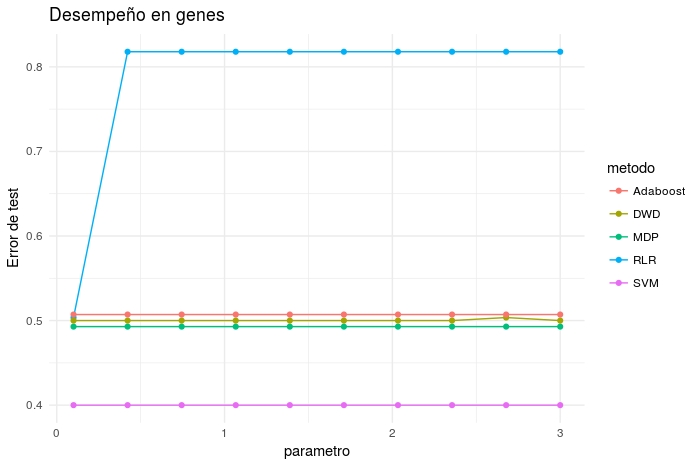 Desempeño en genes
Error de test
0.8
0.7
0.6
0.5
0.4
0 1 2 3
parametro
metodo
Adaboost
DWD
MDP
RLR
SVM